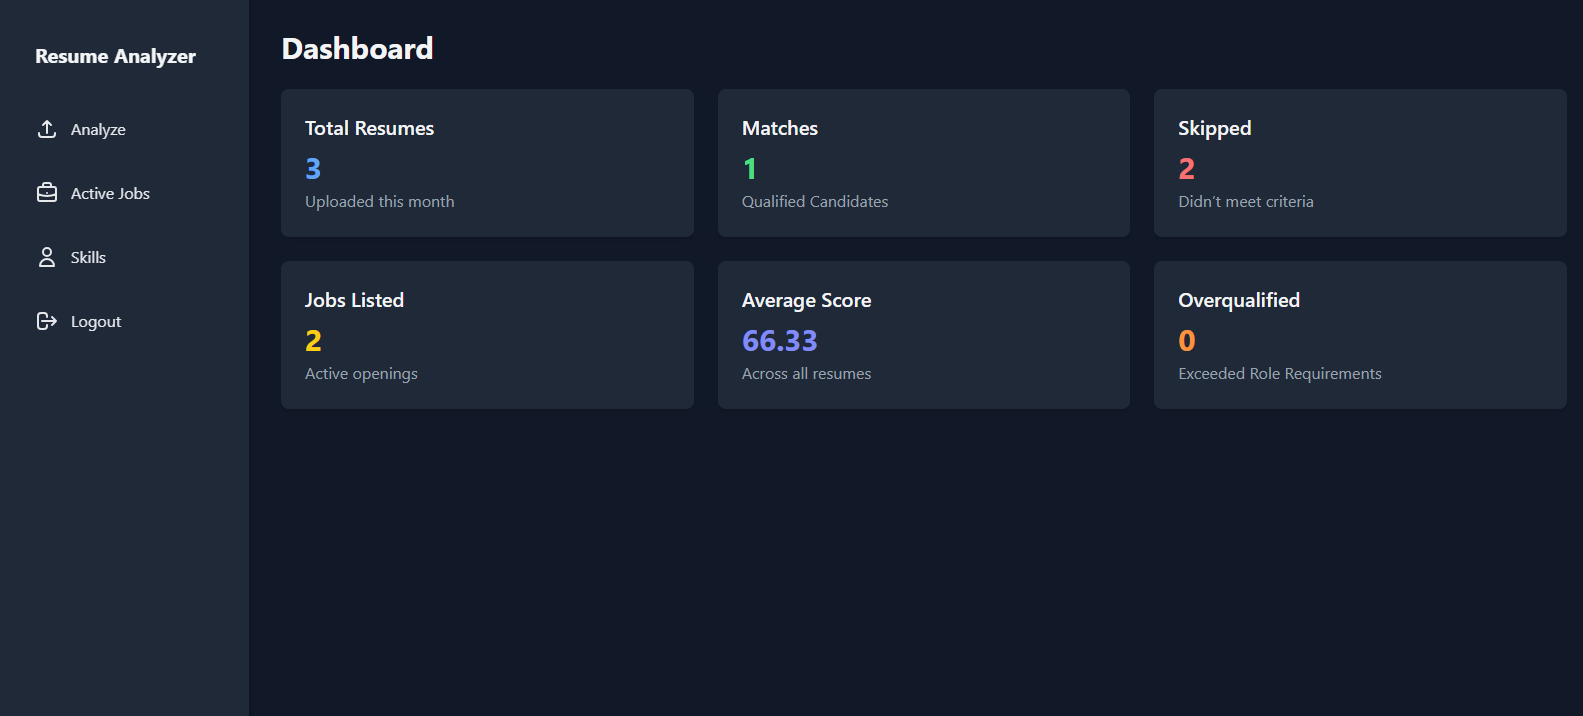 Resume Analyzer
Analyze
Active Jobs
Skills
Logout
Dashboard
Total Resumes
3
Uploaded this month
Matches
1
Qualified Candidates
Skipped
2
Didn't meet criteria
Jobs Listed
2
Active openings
Average Score
66.33
Across all resumes
Overqualified
0
Exceeded Role Requirements